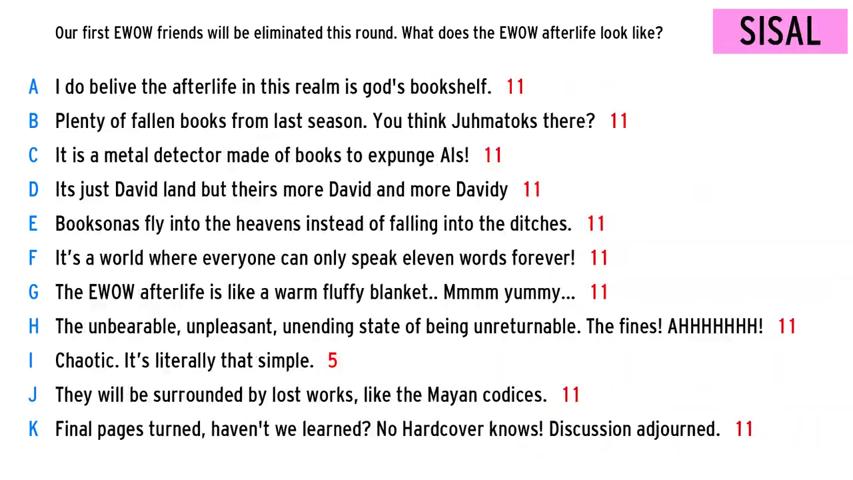 Our first EWOW friends will be eliminated this round. What does the EWOW afterlife look like?
SISAL
A I do belive the afterlife in this realm is god's bookshelf. 11
B Plenty of fallen books from last season. You think Juhmatoks there? 11
C It is a metal detector made of books to expunge AIs! 11
D Its just David land but theirs more David and more Davidy 11
E Booksonas fly into the heavens instead of falling into the ditches. 11
F It’s a world where everyone can only speak eleven words forever! 11
G The EWOW afterlife is like a warm fluffy blanket.. Mmmm yummy... 11
H The unbearable, unpleasant, unending state of being unreturnable. The fines! AHHHHHHH! 11
I Chaotic. It’s literally that simple. 5
J They will be surrounded by lost works, like the Mayan codices. 11
K Final pages turned, haven't we learned? No Hardcover knows! Discussion adjourned. 11